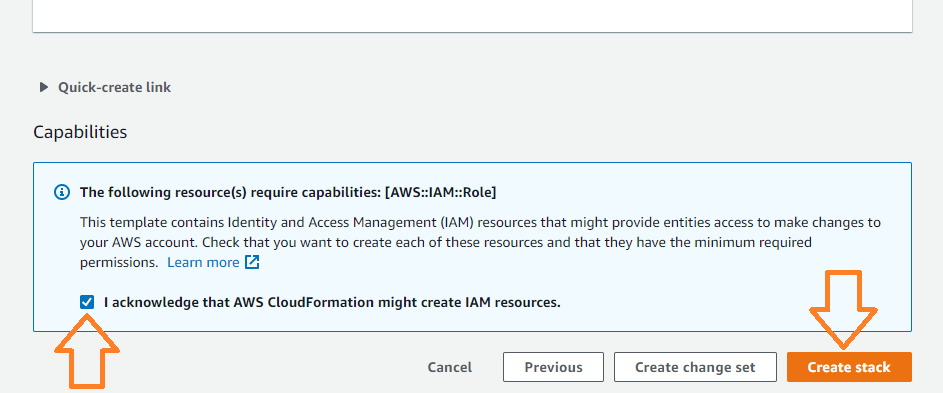 Quick-create link
Capabilities
The following resource(s) require capabilities: [AWS::IAM::Role]
This template contains Identity and Access Management (IAM) resources that might provide entities access to make changes to
your AWS account. Check that you want to create each of these resources and that they have the minimum required
permissions. Learn more
I acknowledge that AWS CloudFormation might create IAM resources.
Cancel Previous Create change set Create stack